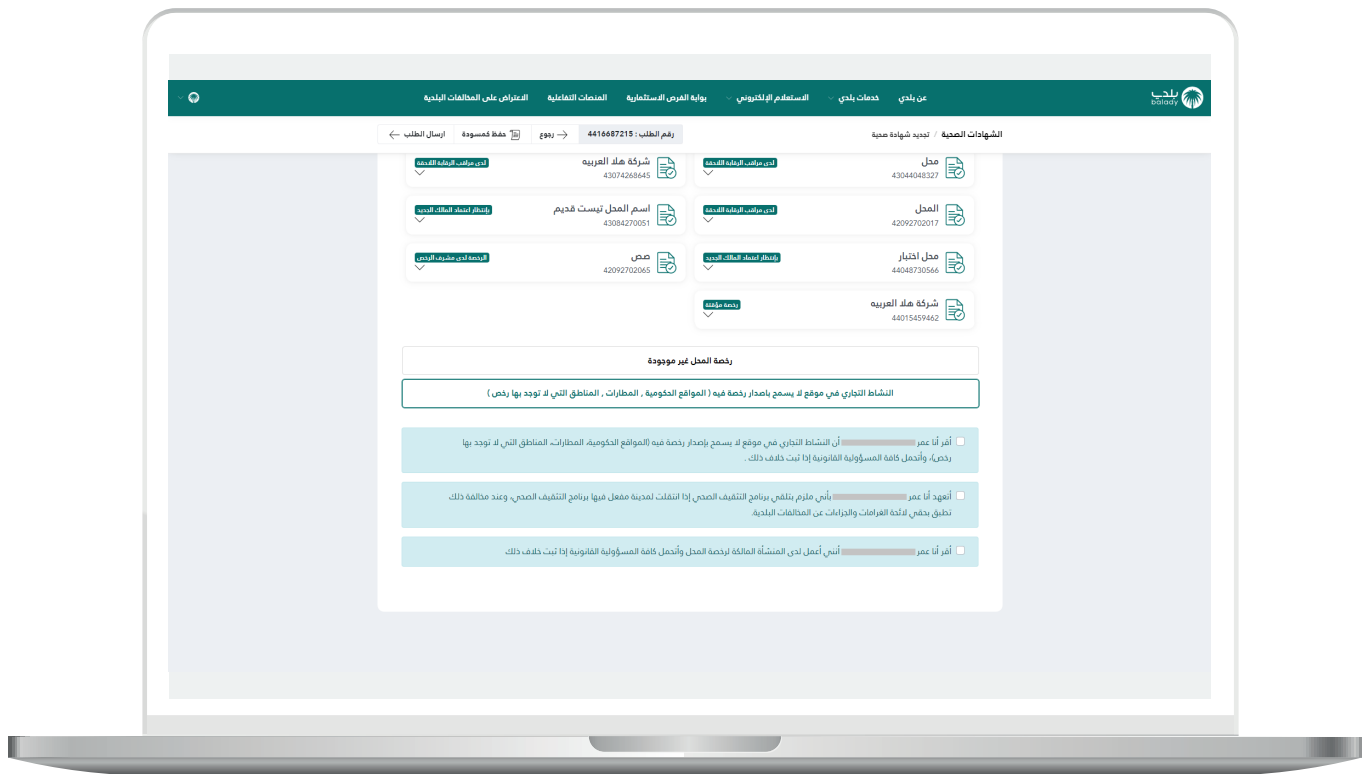 بلدي
balady
عن بلدي
خدمات بلدي
الاستعلام الإلكتروني
بوابة الفرص الاستثمارية
المنصات التفاعلية
الاعتراض على المخالفات البلدية
الشهادات الصحية / تجديد شهادة صحية
رقم الطلب : 4416687215
رجوع
حفظ كمسودة
ارسال الطلب
محل
43044048327
لدى مراقب الرقابة اللاحقة
شركة هلا العربيه
43074268645
لدى مراقب الرقابة اللاحقة
المحل
42092702017
لدى مراقب الرقابة اللاحقة
اسم المحل تيست قديم
43084270051
بإنتظار اعتماد المالك الجديد
محل اختبار
44048730566
بإنتظار اعتماد المالك الجديد
صص
42092702065
الرخصة لدى مشرف الرخص
شركة هلا العربيه
44015459462
رخصة مؤقتة
رخصة المحل غير موجودة
النشاط التجاري في موقع لا يسمح باصدار رخصة فيه ( المواقع الحكومية , المطارات , المناطق التي لا توجد بها رخص )
أقر أنا عمر أن النشاط التجاري في موقع لا يسمح بإصدار رخصة فيه (المواقع الحكومية، المطارات، المناطق التي لا توجد بها
رخص)، وأتحمل كافة المسؤولية القانونية إذا ثبت خلاف ذلك .
أتعهد أنا عمر بأني ملزم بتلقي برنامج التثقيف الصحي إذا انتقلت لمدينة مفعل فيها برنامج التثقيف الصحي، وعند مخالفة ذلك
تطبق بحقي لائحة الغرامات والجزاءات عن المخالفات البلدية.
أقر أنا عمر أنني أعمل لدى المنشأة المالكة لرخصة المحل وأتحمل كافة المسؤولية القانونية إذا ثبت خلاف ذلك